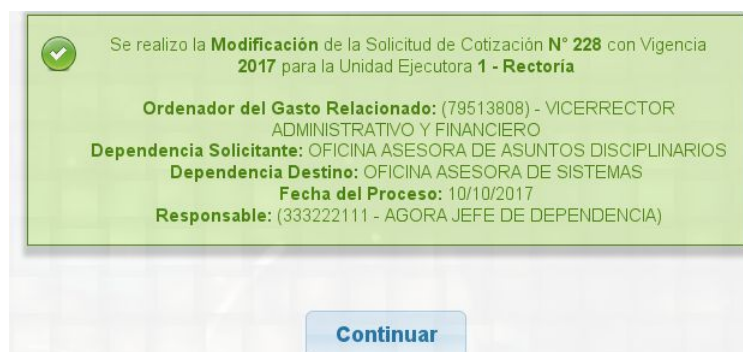 Se realizo la Modificación de la Solicitud de Cotización N° 228 con Vigencia
2017 para la Unidad Ejecutora 1 - Rectoría
Ordenador del Gasto Relacionado: (79513808) - VICERRECTOR
ADMINISTRATIVO Y FINANCIERO
Dependencia Solicitante: OFICINA ASESORA DE ASUNTOS DISCIPLINARIOS
Dependencia Destino: OFICINA ASESORA DE SISTEMAS
Fecha del Proceso: 10/10/2017
Responsable: (333222111 - AGORA JEFE DE DEPENDENCIA)
Continuar